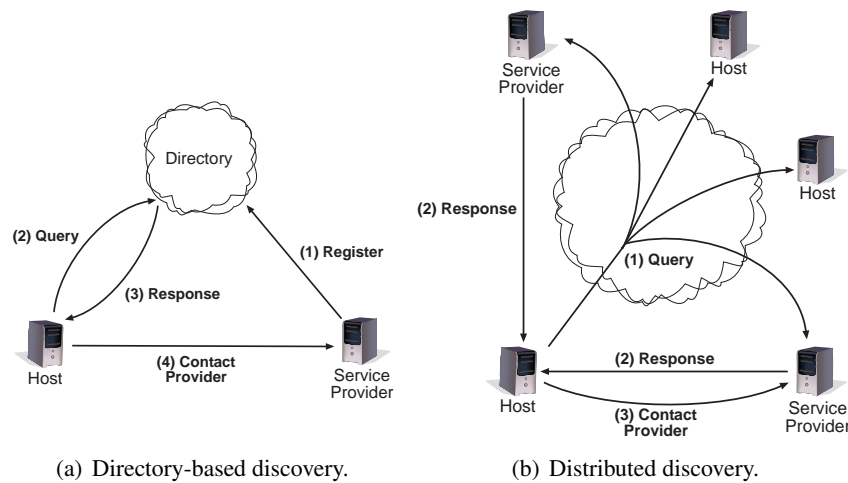 Directory
(2) Query
(1) Register
(3) Response
(4) Contact
Provider
Host
Service
Provider
(a) Directory-based discovery.
Service
Provider
Host
Host
(2) Response
(1) Query
(2) Response
Host
(3) Contact
Provider
Service
Provider
(b) Distributed discovery.